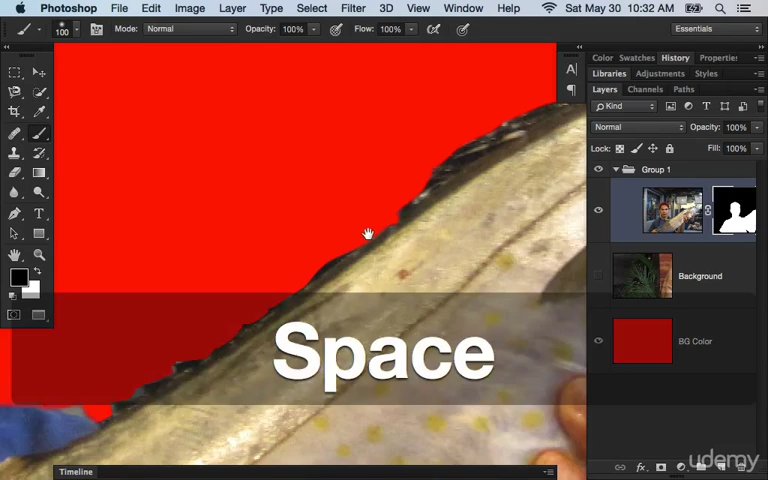 Photoshop File Edit Image Layer Type Select Filter 3D View Window Help Sat May 30 10:32 AM
100 Mode: Normal Opacity: 100% Flow: 100% Essentials
Color Swatches History Properties
Libraries Adjustments Styles
Layers Channels Paths
Kind
Normal Opacity: 100%
Lock: Fill: 100%
Group 1
Background
BG Color
Space
Timeline
udemy